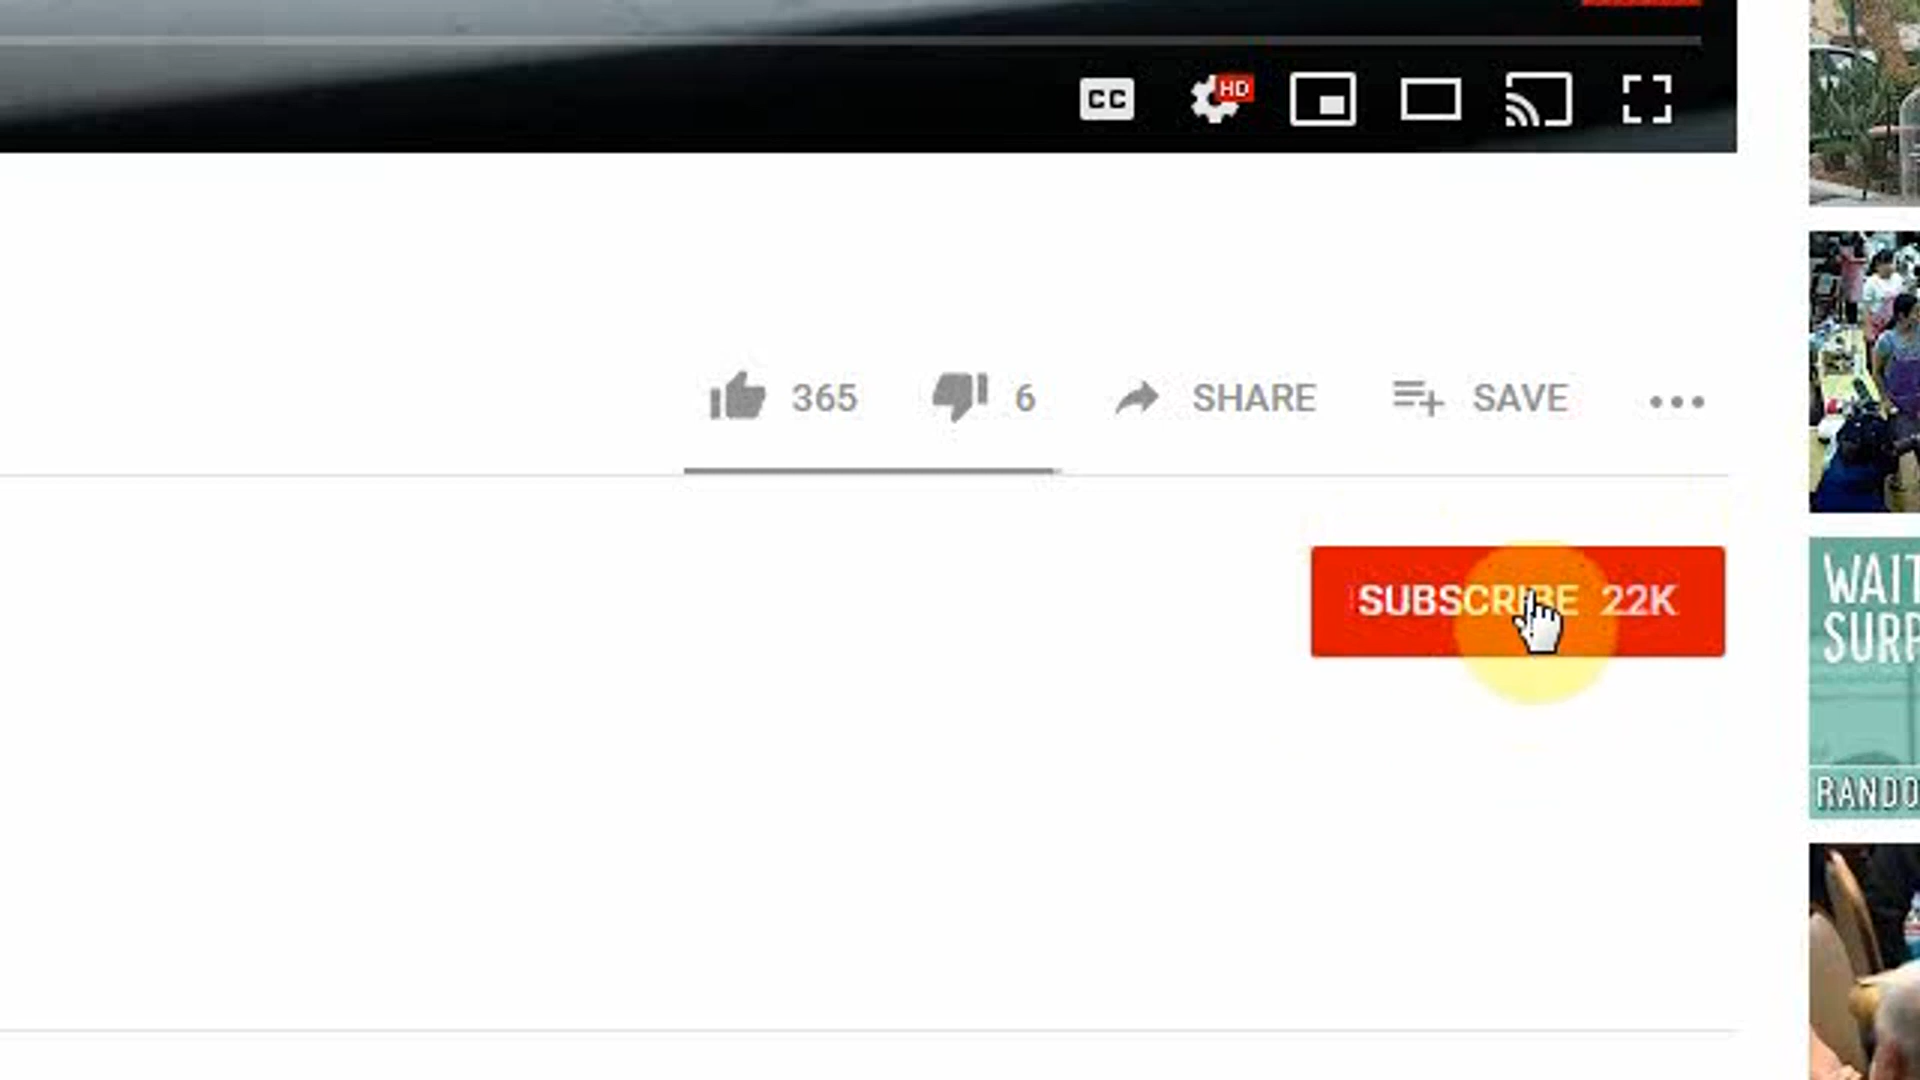 CC
HD
365 6 SHARE SAVE
SUBSCRIBE 22K
WAIT
SURP
RANDO